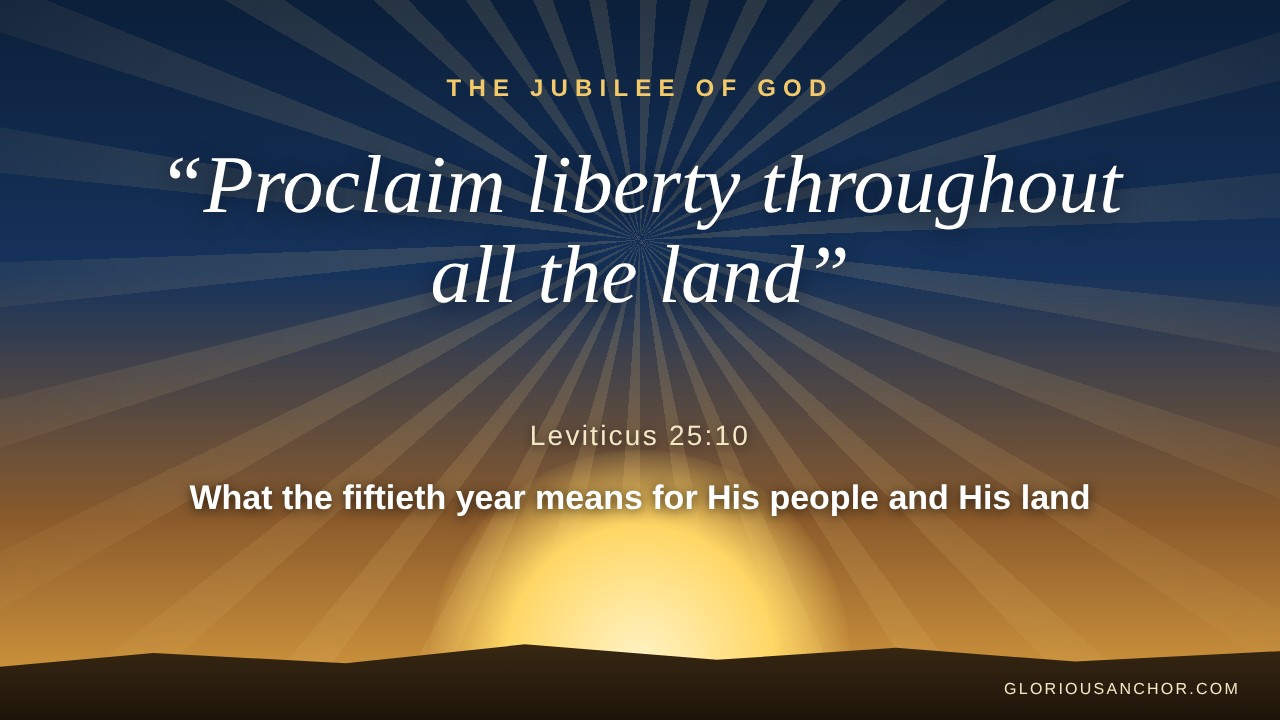 THE JUBILEE OF GOD
“Proclaim liberty throughout
all the land”
Leviticus 25:10
What the fiftieth year means for His people and His land
GLORIOUSANCHOR.COM